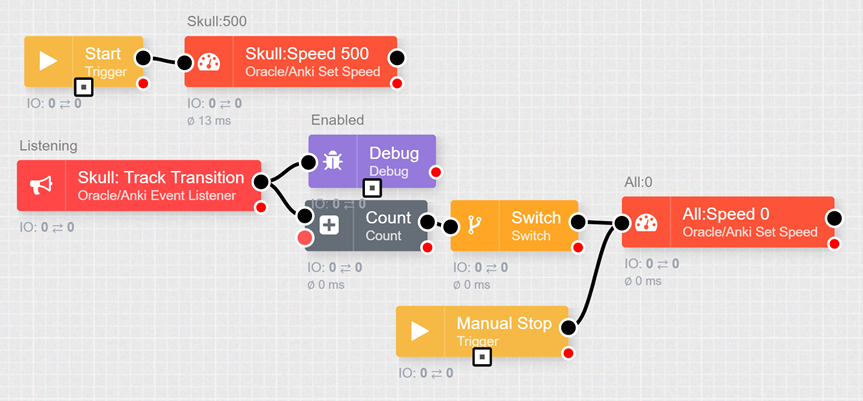 Skull:500
Start
Trigger
Skull:Speed 500
Oracle/Anki Set Speed
IO: 0 ⇄ 0
IO: 0 ⇄ 0
Ø 13 ms
Listening
Skull: Track Transition
Oracle/Anki Event Listener
IO: 0 ⇄ 0
Enabled
Debug
Debug
IO: 0 ⇄ 0
Count
Count
IO: 0 ⇄ 0
Ø 0 ms
Switch
Switch
IO: 0 ⇄ 0
Ø 0 ms
All:0
All:Speed 0
Oracle/Anki Set Speed
IO: 0 ⇄ 0
Ø 0 ms
Manual Stop
Trigger
IO: 0 ⇄ 0